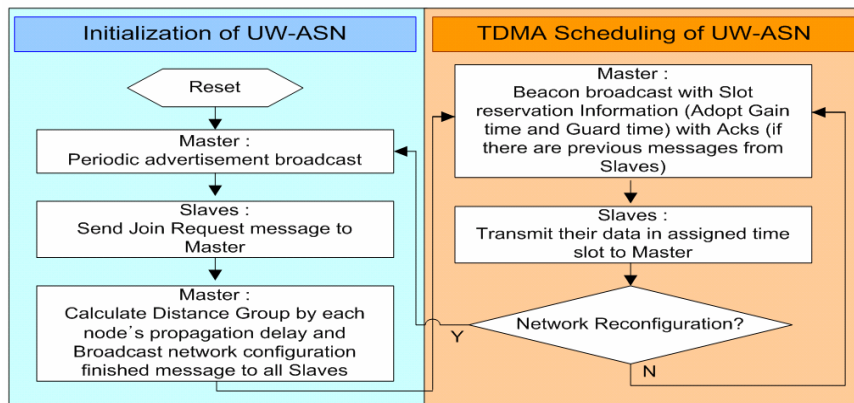 Initialization of UW-ASN
Reset
Master :
Periodic advertisement broadcast
Slaves :
Send Join Request message to
Master
Master :
Calculate Distance Group by each
node´s propagation delay and
Broadcast network configuration
finished message to all Slaves
TDMA Scheduling of UW-ASN
Master :
Beacon broadcast with Slot
reservation Information (Adopt Gain
time and Guard time) with Acks (if
there are previous messages from
Slaves)
Slaves :
Transmit their data in assigned time
slot to Master
Network Reconfiguration?
Y
N